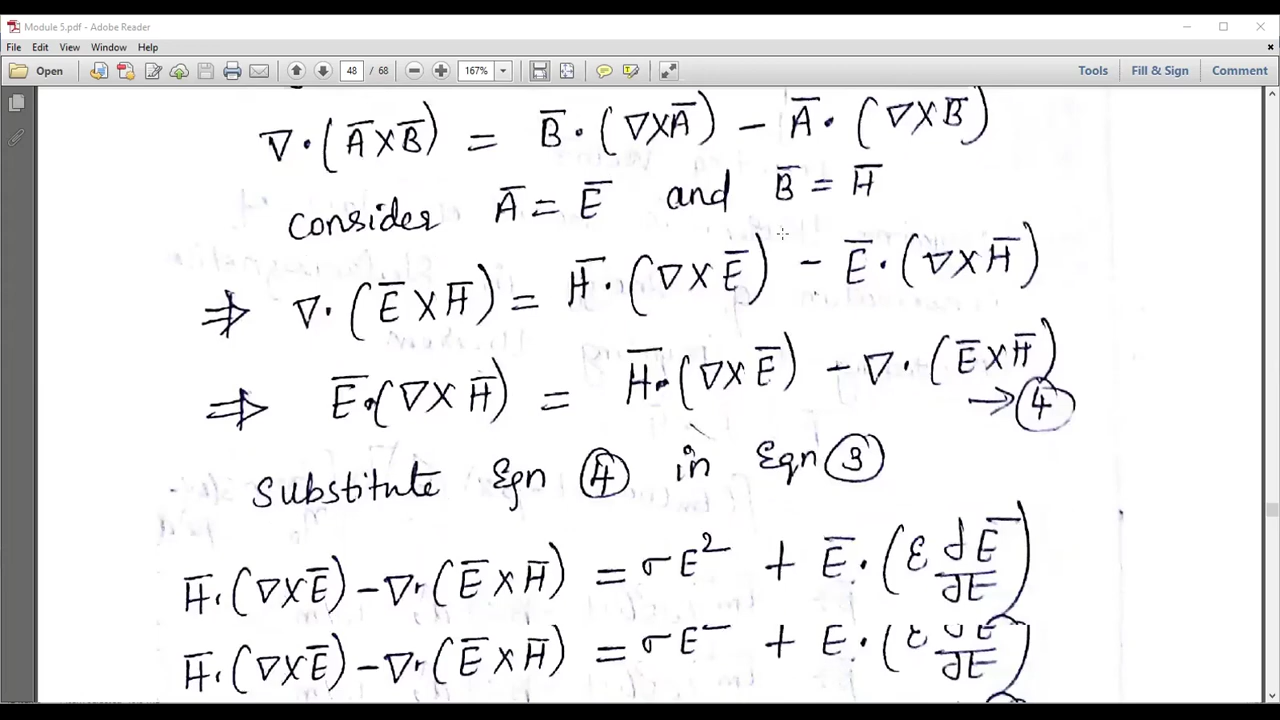 Module 5.pdf - Adobe Reader
File Edit View Window Help
Open 48 / 68 167% Tools Fill & Sign Comment
∇·(A̅×B̅) = B̅·(∇×A̅) − A̅·(∇×B̅)
consider A̅ = E̅ and B̅ = H̅
⇒ ∇·(E̅×H̅) = H̅·(∇×E̅) − E̅·(∇×H̅)
⇒ E̅·(∇×H̅) = H̅·(∇×E̅) − ∇·(E̅×H̅)
→ ④
Substitute Eqn ④ in Eqn ③
H̅·(∇×E̅) − ∇·(E̅×H̅) = σE² + E̅·(ε ∂E̅/∂t)
H̅·(∇×E̅) − ∇·(E̅×H̅) = σE